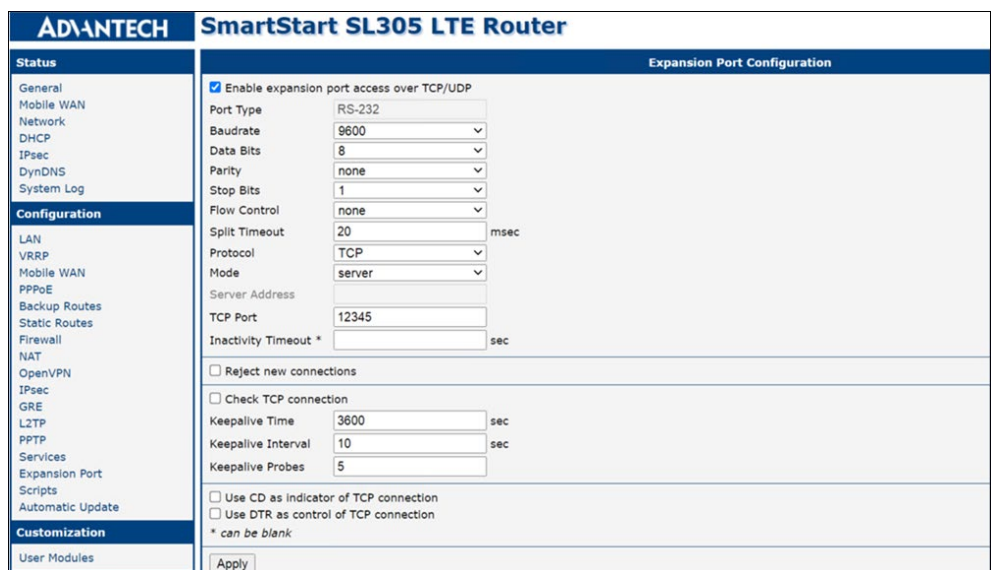 ADVANTECH
SmartStart SL305 LTE Router
Status
General
Mobile WAN
Network
DHCP
IPsec
DynDNS
System Log
Configuration
LAN
VRRP
Mobile WAN
PPPoE
Backup Routes
Static Routes
Firewall
NAT
OpenVPN
IPsec
GRE
L2TP
PPTP
Services
Expansion Port
Scripts
Automatic Update
Customization
User Modules
Expansion Port Configuration
Enable expansion port access over TCP/UDP
Port Type RS-232
Baudrate 9600
Data Bits 8
Parity none
Stop Bits 1
Flow Control none
Split Timeout 20 msec
Protocol TCP
Mode server
Server Address
TCP Port 12345
Inactivity Timeout * sec
Reject new connections
Check TCP connection
Keepalive Time 3600 sec
Keepalive Interval 10 sec
Keepalive Probes 5
Use CD as indicator of TCP connection
Use DTR as control of TCP connection
* can be blank
Apply